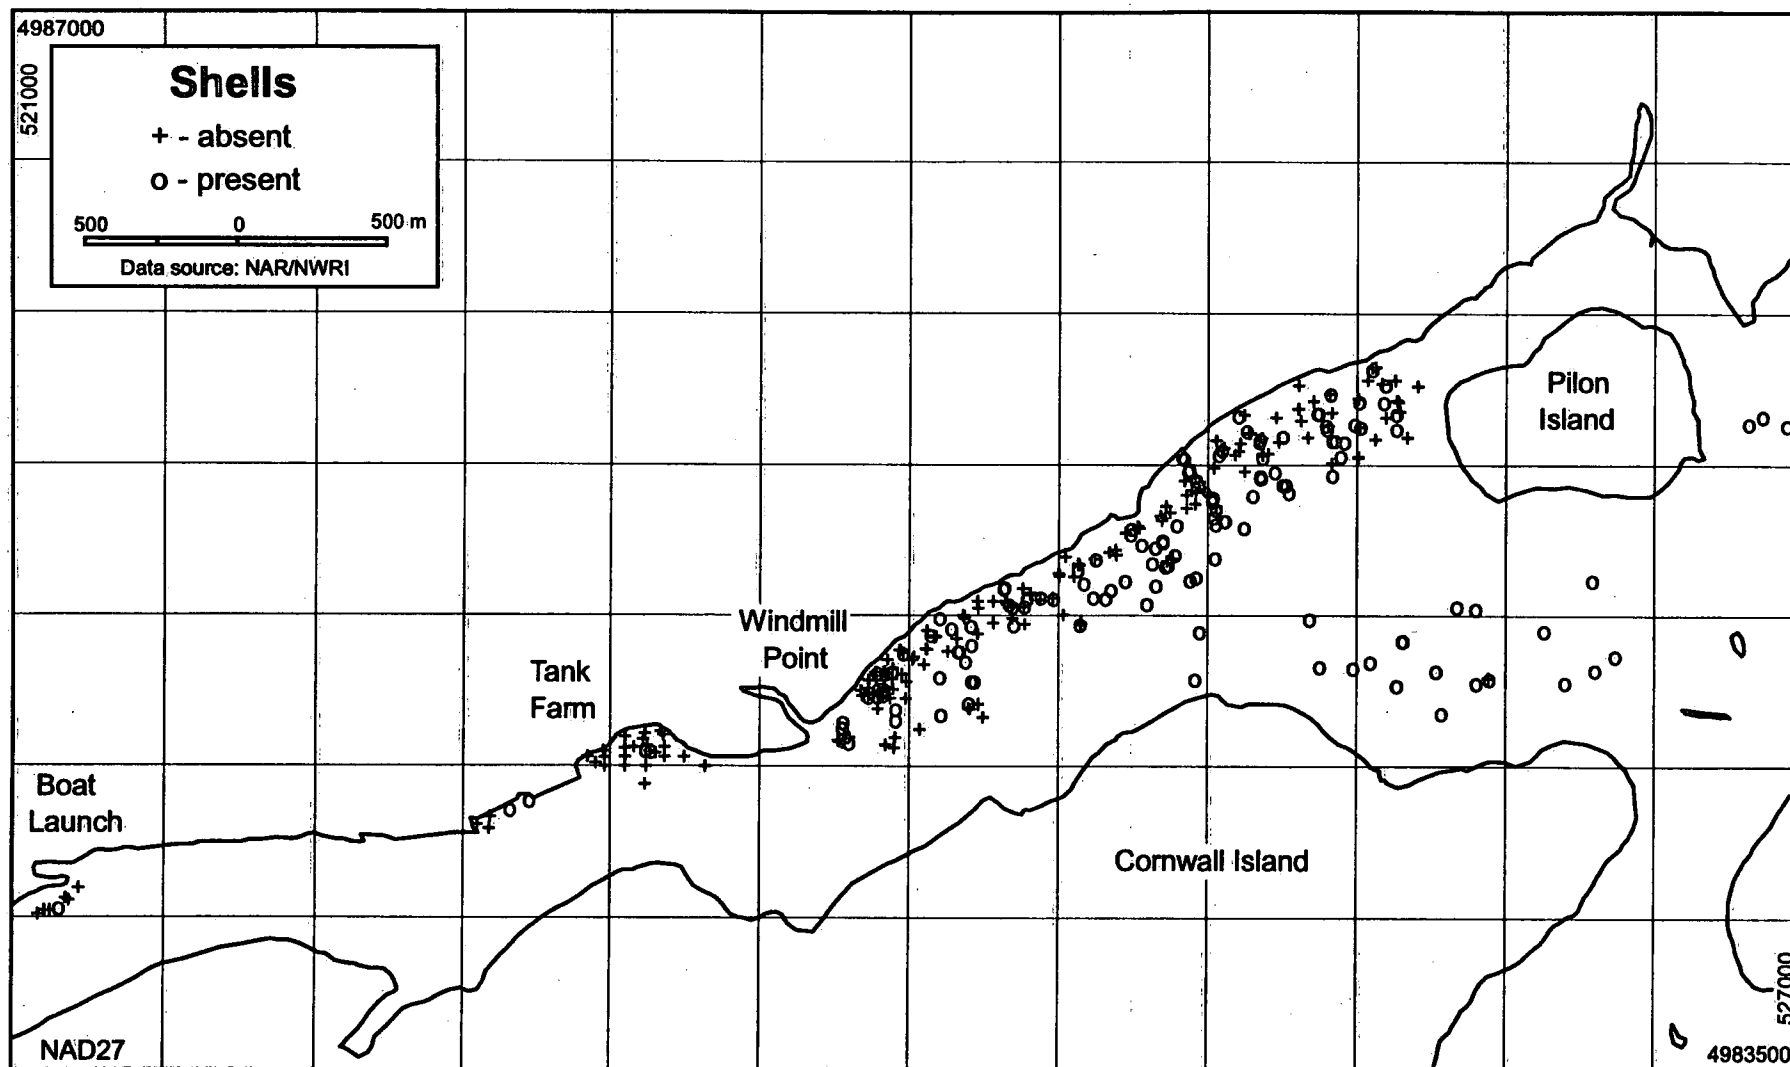 4987000
521000
Shells
+ - absent
o - present
500 0 500 m
Data source: NAR/NWRI
Pilon
Island
Windmill
Point
Tank
Farm
Boat
Launch
Cornwall Island
527000
NAD27
4983500